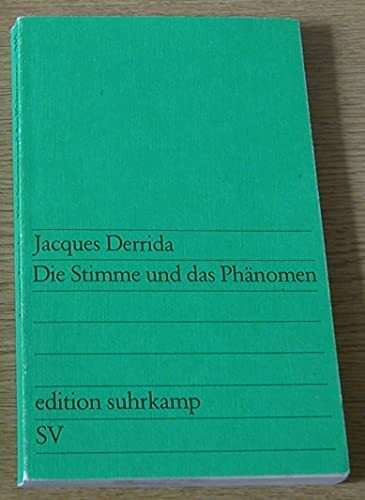 Jacques Derrida
Die Stimme und das Phänomen
edition suhrkamp
SV